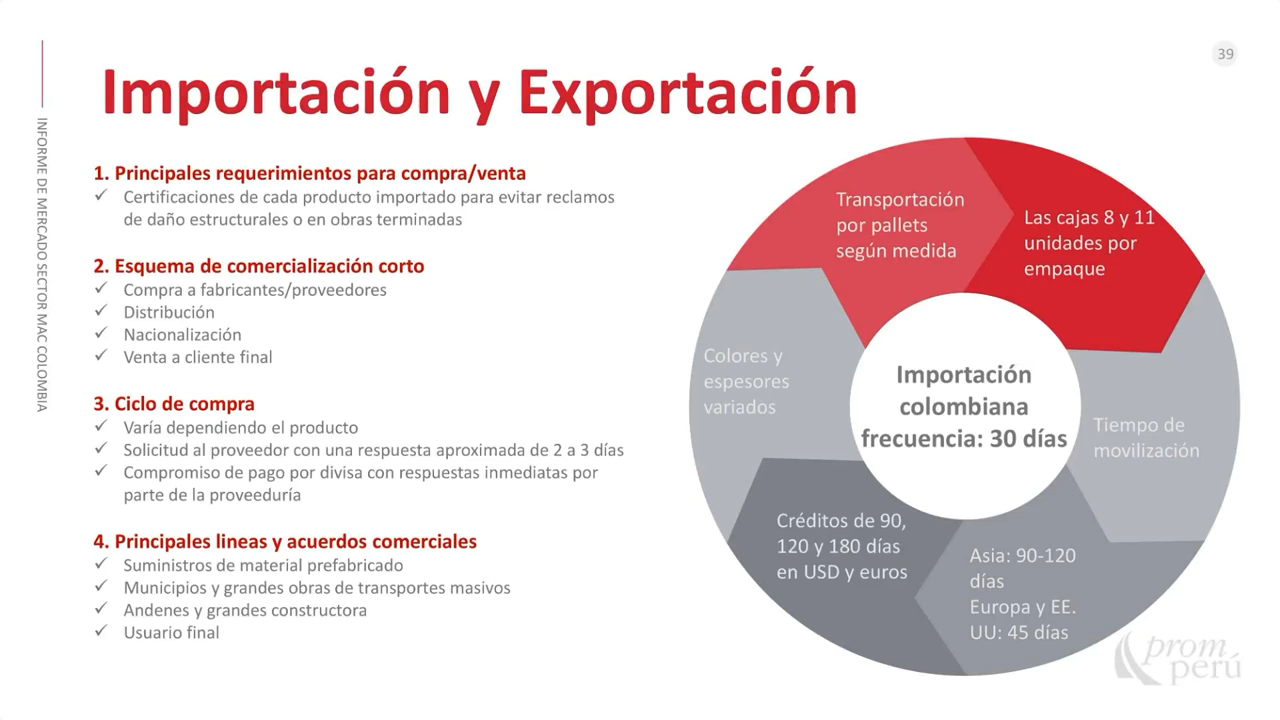 39
INFORME DE MERCADO SECTOR MAC COLOMBIA
Importación y Exportación
1. Principales requerimientos para compra/venta
✓ Certificaciones de cada producto importado para evitar reclamos
de daño estructurales o en obras terminadas
2. Esquema de comercialización corto
✓ Compra a fabricantes/proveedores
✓ Distribución
✓ Nacionalización
✓ Venta a cliente final
3. Ciclo de compra
✓ Varía dependiendo el producto
✓ Solicitud al proveedor con una respuesta aproximada de 2 a 3 días
✓ Compromiso de pago por divisa con respuestas inmediatas por
parte de la proveeduría
4. Principales lineas y acuerdos comerciales
✓ Suministros de material prefabricado
✓ Municipios y grandes obras de transportes masivos
✓ Andenes y grandes constructora
✓ Usuario final
Transportación
por pallets
según medida
Las cajas 8 y 11
unidades por
empaque
Tiempo de
movilización
Asia: 90-120
días
Europa y EE.
UU: 45 días
Créditos de 90,
120 y 180 días
en USD y euros
Colores y
espesores
variados
Importación
colombiana
frecuencia: 30 días
prom
perú